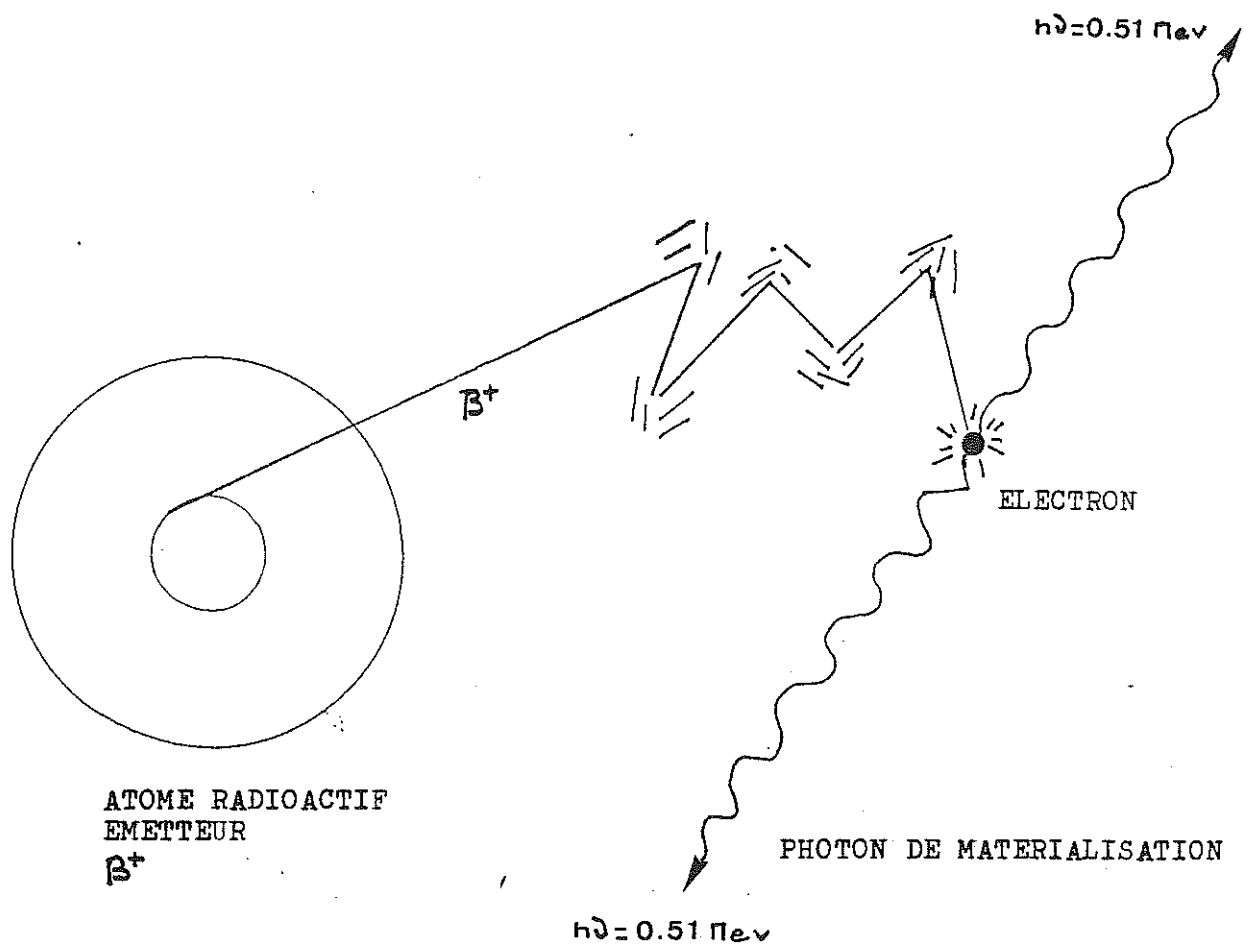 hν=0.51 Mev
β+
ELECTRON
ATOME RADIOACTIF
EMETTEUR
β+
PHOTON DE MATERIALISATION
hν=0.51 Mev